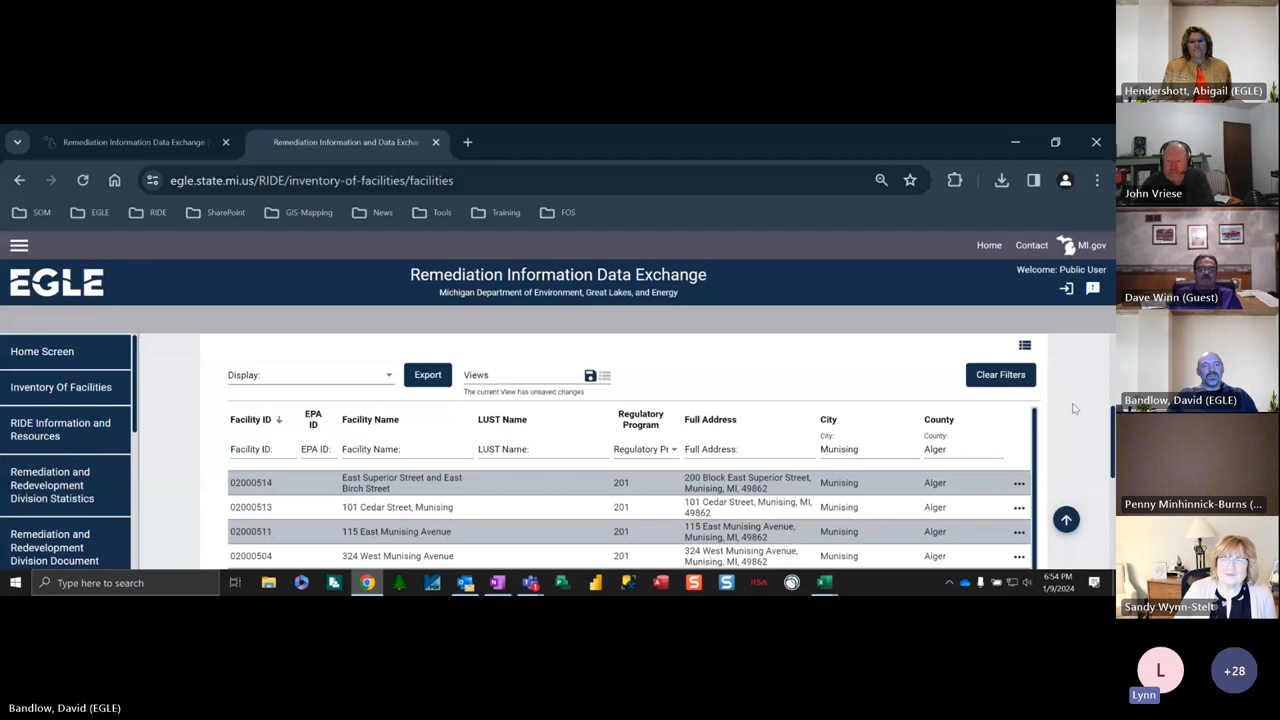 Remediation Information Data Exchange
Remediation Information and Data Exchar
egle.state.mi.us/RIDE/inventory-of-facilities/facilities
SOM
EGLE
RIDE
SharePoint
GIS-Mapping
News
Tools
Training
FOS
Home
Contact
MI.gov
EGLE
Remediation Information Data Exchange
Michigan Department of Environment, Great Lakes, and Energy
Welcome: Public User
Home Screen
Inventory Of Facilities
RIDE Information and
Resources
Remediation and
Redevelopment
Division Statistics
Remediation and
Redevelopment
Division Document
Display:
Export
Views
The current View has unsaved changes
Clear Filters
Facility ID
EPA
ID
Facility Name
LUST Name
Regulatory
Program
Full Address
City
County
Facility ID:
EPA ID:
Facility Name:
LUST Name:
Regulatory Pr
Full Address:
City:
Munising
County:
Alger
02000514
East Superior Street and East
Birch Street
201
200 Block East Superior Street,
Munising, MI, 49862
Munising
Alger
02000513
101 Cedar Street, Munising
201
101 Cedar Street, Munising, MI,
49862
Munising
Alger
02000511
115 East Munising Avenue
201
115 East Munising Avenue,
Munising, MI, 49862
Munising
Alger
02000504
324 West Munising Avenue
201
324 West Munising Avenue,
Munising, MI, 49862
Munising
Alger
Type here to search
RSA
6:54 PM
1/9/2024
Hendershott, Abigail (EGLE)
John Vriese
Dave Winn (Guest)
Bandlow, David (EGLE)
Penny Minhinnick-Burns (...
Sandy Wynn-Stelt
L
+28
Lynn
Bandlow, David (EGLE)